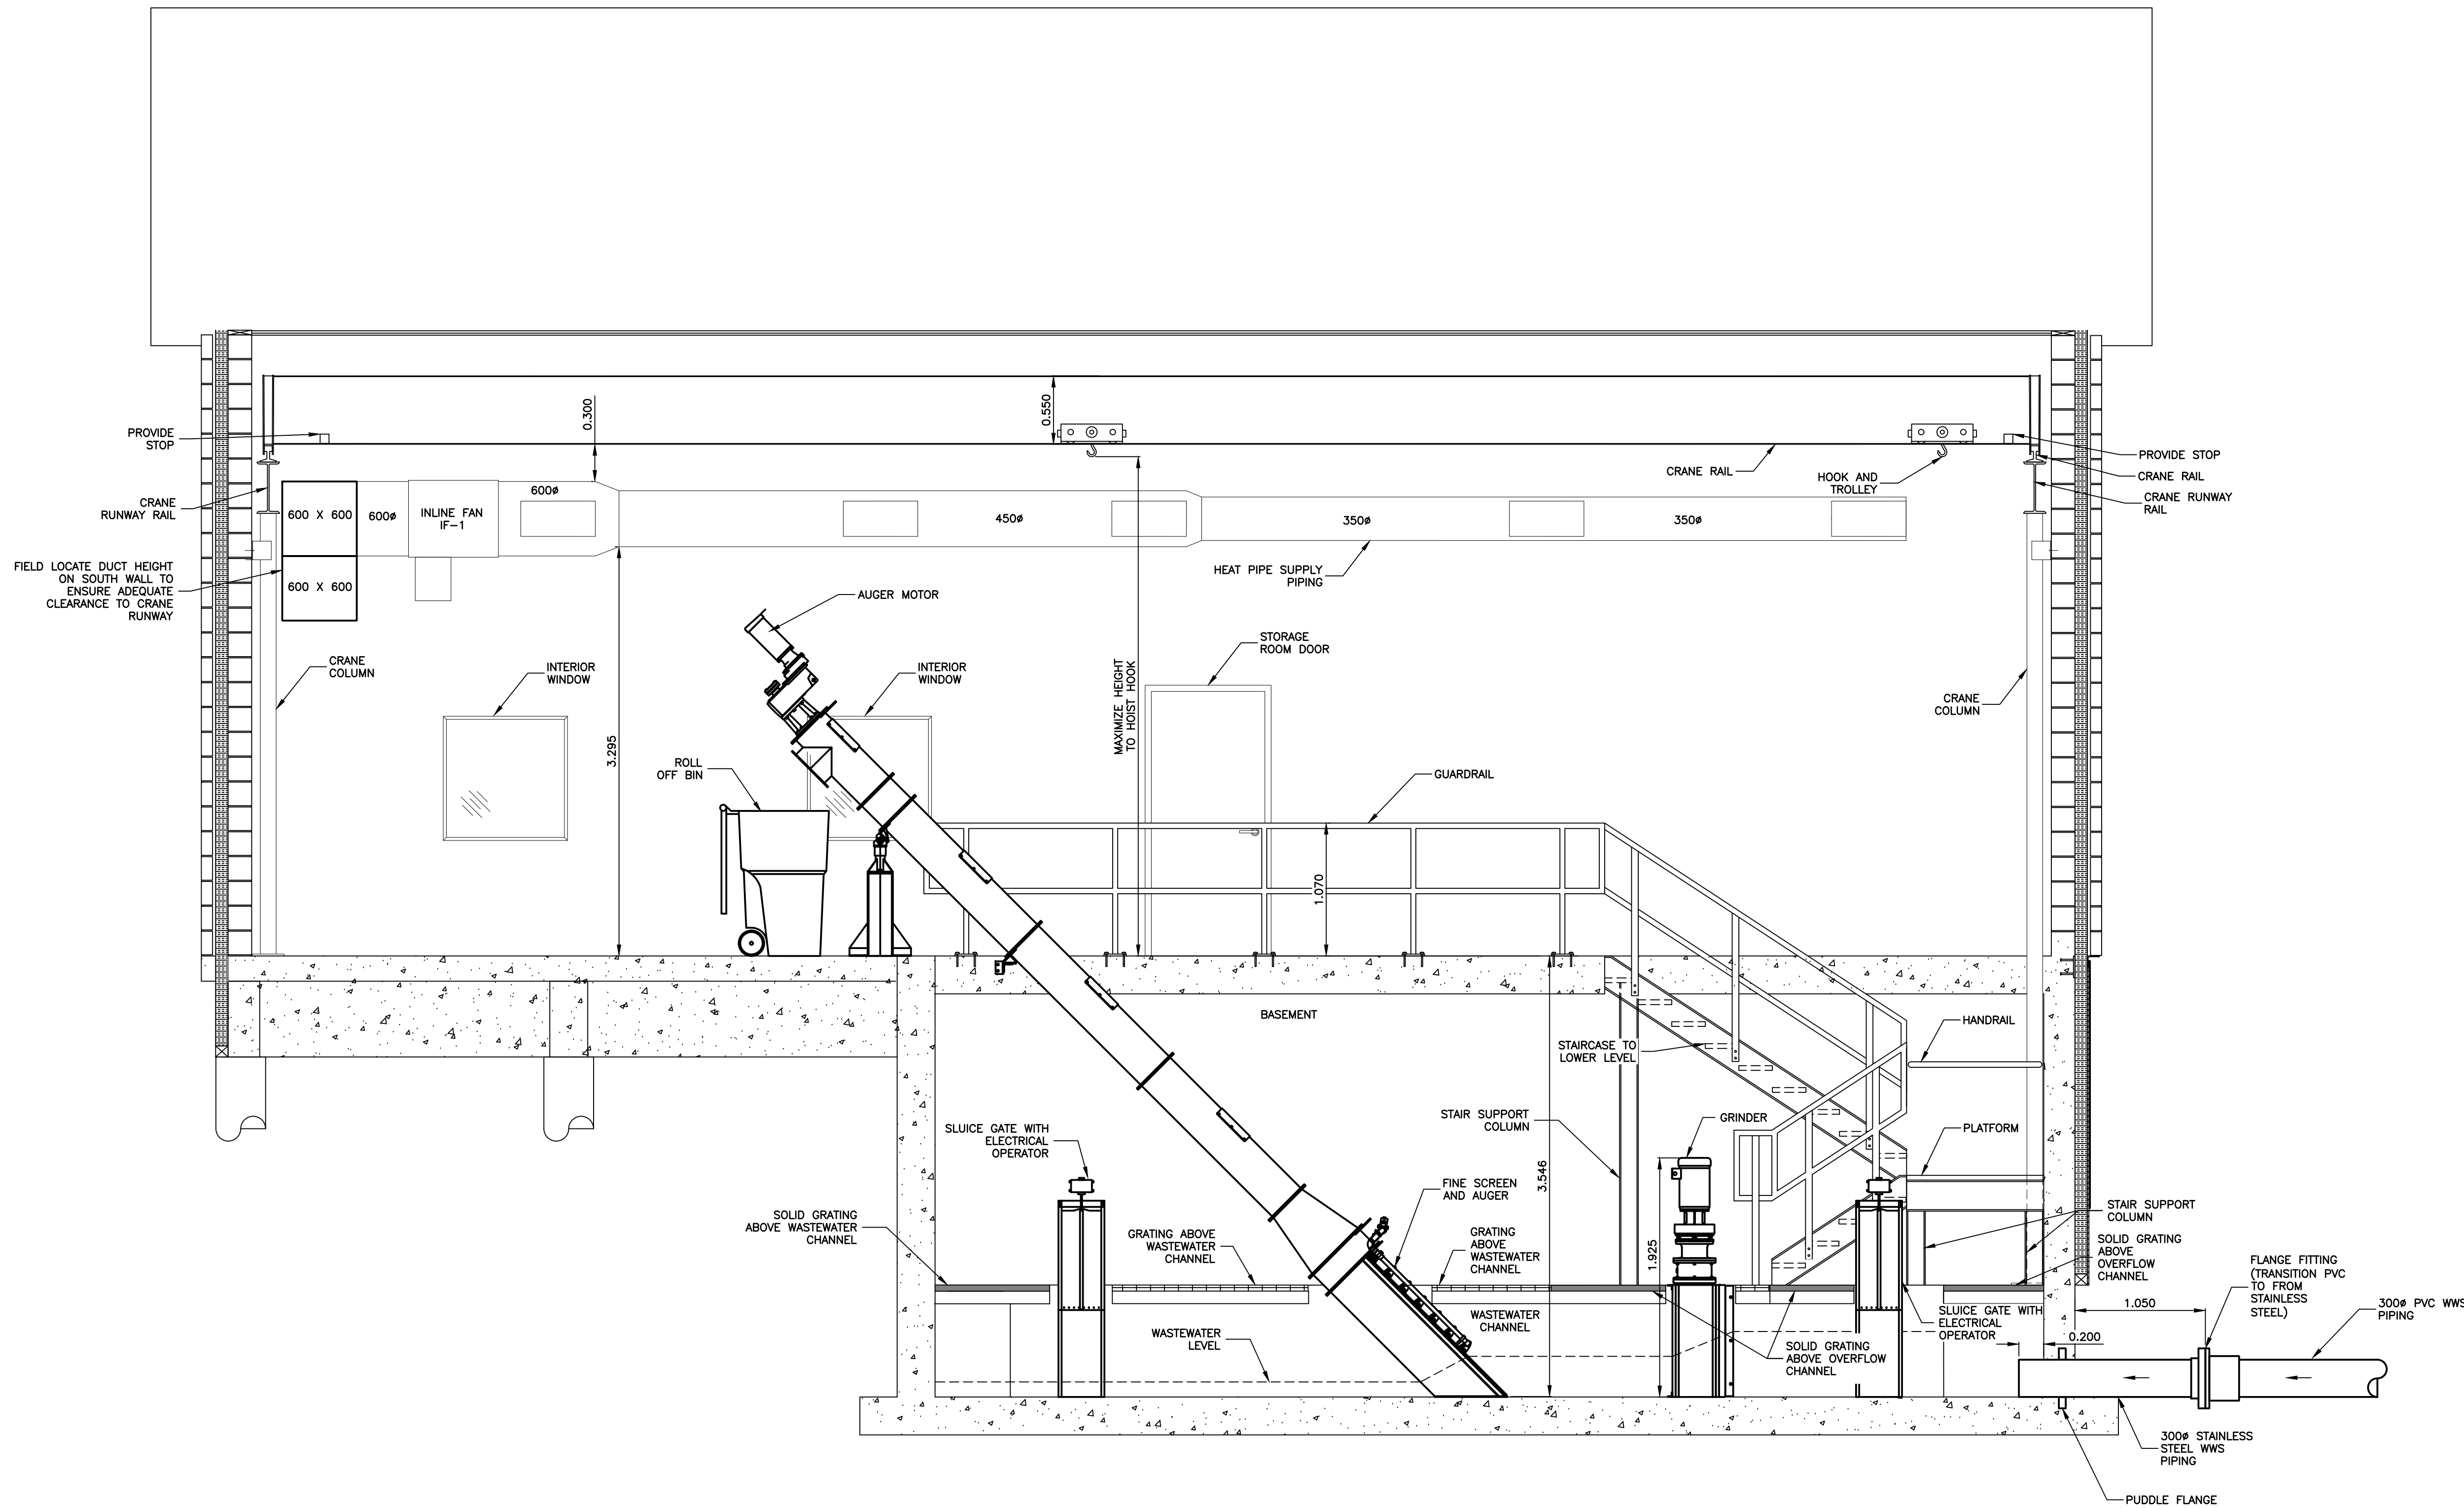 0.300
0.550
PROVIDE
STOP
CRANE
RUNWAY RAIL
600 X 600
600ø
INLINE FAN
IF-1
600ø
450ø
350ø
350ø
CRANE RAIL
HOOK AND
TROLLEY
PROVIDE STOP
CRANE RAIL
CRANE RUNWAY
RAIL
FIELD LOCATE DUCT HEIGHT
ON SOUTH WALL TO
ENSURE ADEQUATE
CLEARANCE TO CRANE
RUNWAY
600 X 600
HEAT PIPE SUPPLY
PIPING
AUGER MOTOR
CRANE
COLUMN
INTERIOR
WINDOW
INTERIOR
WINDOW
STORAGE
ROOM DOOR
MAXIMIZE HEIGHT
TO HOIST HOOK
CRANE
COLUMN
3.295
ROLL
OFF BIN
GUARDRAIL
1.070
BASEMENT
HANDRAIL
STAIRCASE TO
LOWER LEVEL
SLUICE GATE WITH
ELECTRICAL
OPERATOR
STAIR SUPPORT
COLUMN
GRINDER
PLATFORM
3.546
FINE SCREEN
AND AUGER
STAIR SUPPORT
COLUMN
SOLID GRATING
ABOVE WASTEWATER
CHANNEL
GRATING ABOVE
WASTEWATER
CHANNEL
GRATING
ABOVE
WASTEWATER
CHANNEL
1.925
SOLID GRATING
ABOVE
OVERFLOW
CHANNEL
FLANGE FITTING
(TRANSITION PVC
TO FROM
STAINLESS
STEEL)
1.050
300ø PVC WWS
PIPING
WASTEWATER
LEVEL
WASTEWATER
CHANNEL
SLUICE GATE WITH
ELECTRICAL
OPERATOR
0.200
SOLID GRATING
ABOVE OVERFLOW
CHANNEL
300ø STAINLESS
STEEL WWS
PIPING
PUDDLE FLANGE